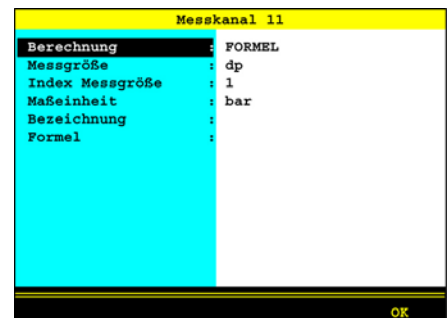 Messkanal 11
Berechnung : FORMEL
Messgröße : dp
Index Messgröße : 1
Maßeinheit : bar
Bezeichnung :
Formel :
OK